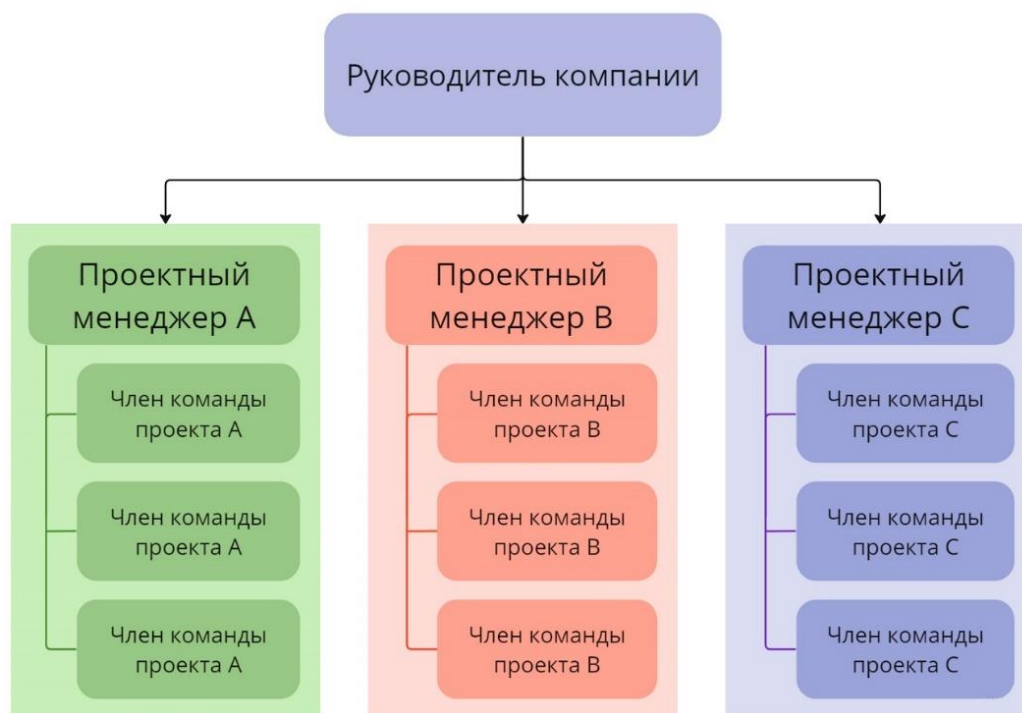 Руководитель компании
Проектный
менеджер A
Член команды
проекта A
Член команды
проекта A
Член команды
проекта A
Проектный
менеджер B
Член команды
проекта B
Член команды
проекта B
Член команды
проекта B
Проектный
менеджер C
Член команды
проекта C
Член команды
проекта C
Член команды
проекта C